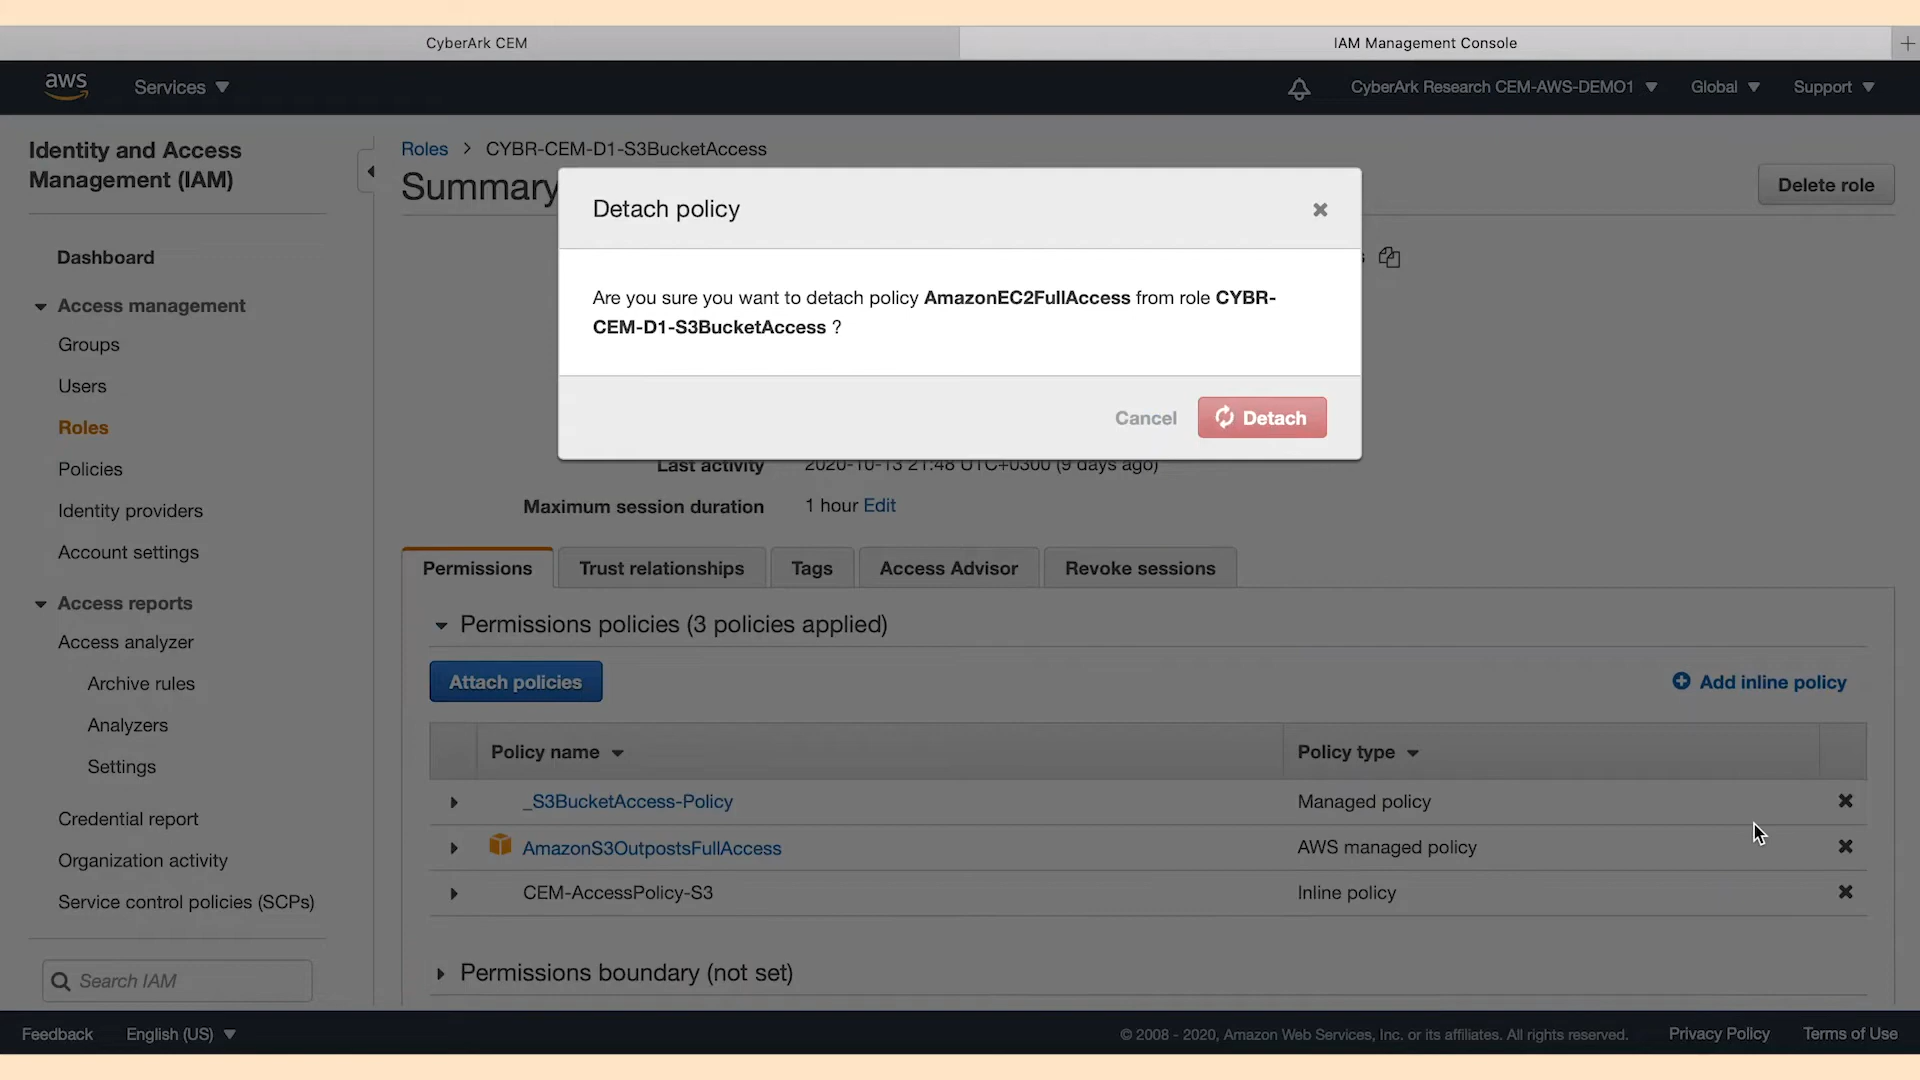 CyberArk CEM
IAM Management Console
aws
Services
CyberArk Research CEM-AWS-DEMO1
Global
Support
Identity and Access
Management (IAM)
Dashboard
Access management
Groups
Users
Roles
Policies
Identity providers
Account settings
Access reports
Access analyzer
Archive rules
Analyzers
Settings
Credential report
Organization activity
Service control policies (SCPs)
Search IAM
Roles > CYBR-CEM-D1-S3BucketAccess
Summary
Delete role
Detach policy
Are you sure you want to detach policy AmazonEC2FullAccess from role CYBR-
CEM-D1-S3BucketAccess ?
Cancel
Detach
Last activity 2020-10-13 21:48 UTC+0300 (9 days ago)
Maximum session duration 1 hour Edit
Permissions
Trust relationships
Tags
Access Advisor
Revoke sessions
Permissions policies (3 policies applied)
Attach policies
Add inline policy
Policy name
Policy type
_S3BucketAccess-Policy
Managed policy
AmazonS3OutpostsFullAccess
AWS managed policy
CEM-AccessPolicy-S3
Inline policy
Permissions boundary (not set)
Feedback
English (US)
© 2008 - 2020, Amazon Web Services, Inc. or its affiliates. All rights reserved.
Privacy Policy
Terms of Use